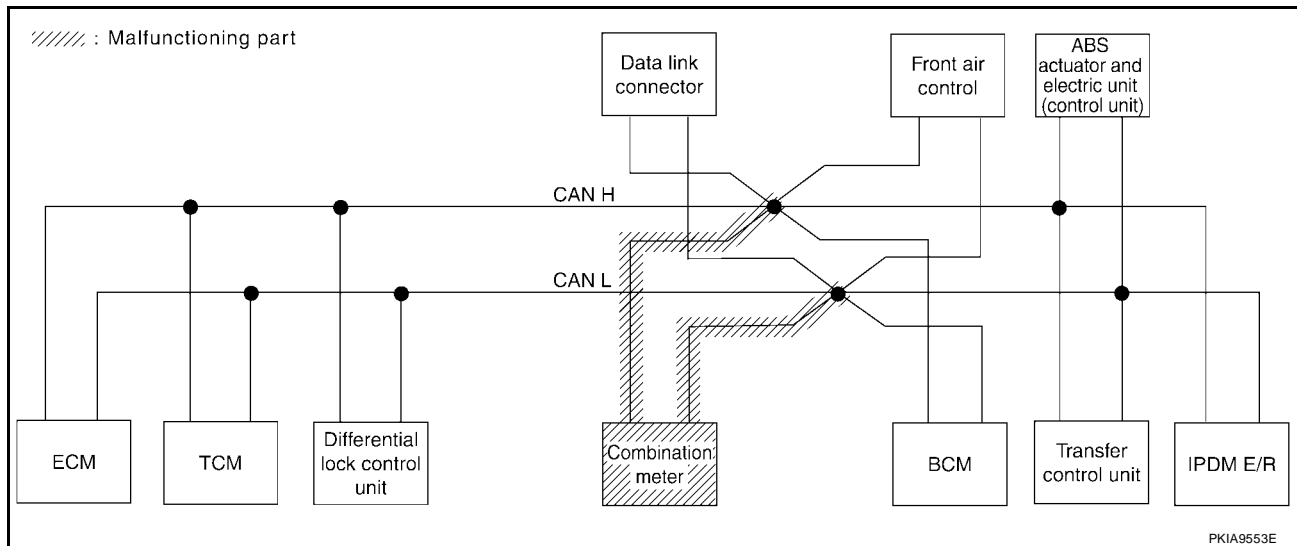 : Malfunctioning part
Data link
connector
Front air
control
ABS
actuator and
electric unit
(control unit)
CAN H
CAN L
ECM
TCM
Differential
lock control
unit
Combination
meter
BCM
Transfer
control unit
IPDM E/R
PKIA9553E